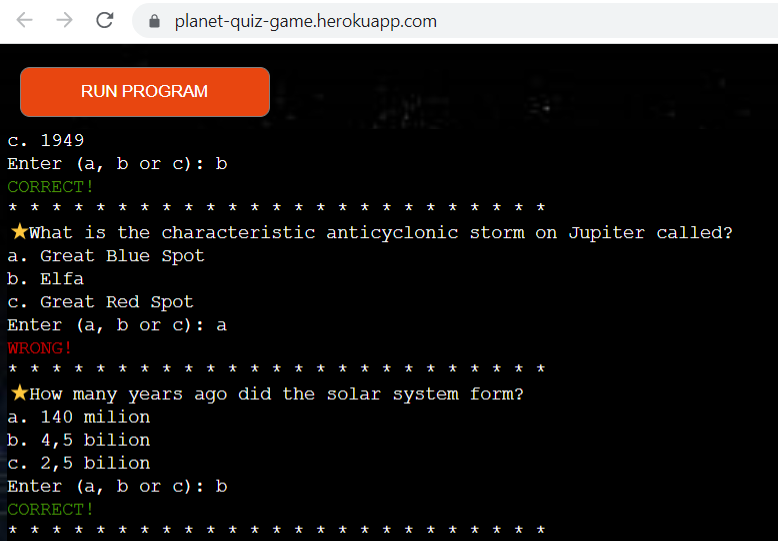 planet-quiz-game.herokuapp.com
RUN PROGRAM
c. 1949
Enter (a, b or c): b
CORRECT!
* * * * * * * * * * * * * * * * * * * * * * * * *
⭐What is the characteristic anticyclonic storm on Jupiter called?
a. Great Blue Spot
b. Elfa
c. Great Red Spot
Enter (a, b or c): a
WRONG!
* * * * * * * * * * * * * * * * * * * * * * * * *
⭐How many years ago did the solar system form?
a. 140 milion
b. 4,5 bilion
c. 2,5 bilion
Enter (a, b or c): b
CORRECT!
* * * * * * * * * * * * * * * * * * * * * * * * *